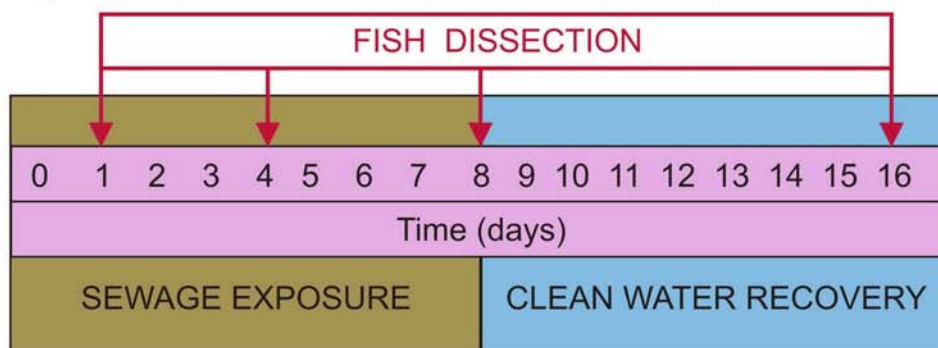 FISH DISSECTION
0 1 2 3 4 5 6 7 8 9 10 11 12 13 14 15 16
Time (days)
SEWAGE EXPOSURE CLEAN WATER RECOVERY